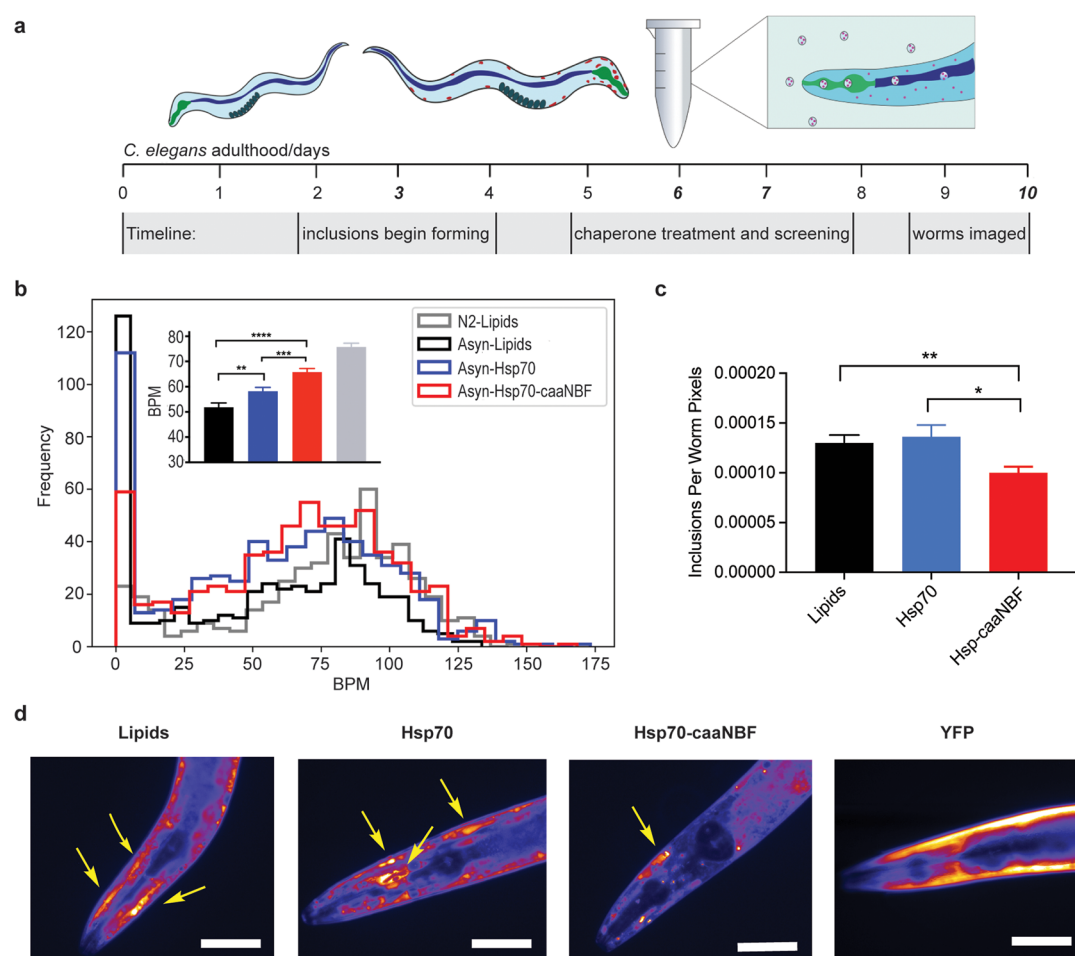 a
C. elegans adulthood/days
0 1 2 3 4 5 6 7 8 9 10
Timeline: inclusions begin forming chaperone treatment and screening worms imaged
b
N2-Lipids
Asyn-Lipids
Asyn-Hsp70
Asyn-Hsp70-caaNBF
Frequency
120
100
80
60
40
20
0
0 25 50 75 100 125 150 175
BPM
BPM
80
70
60
50
40
30
****
** ***
c
Inclusions Per Worm Pixels
0.00020
0.00015
0.00010
0.00005
0.00000
**
*
Lipids
Hsp70
Hsp-caaNBF
d
Lipids Hsp70 Hsp70-caaNBF YFP